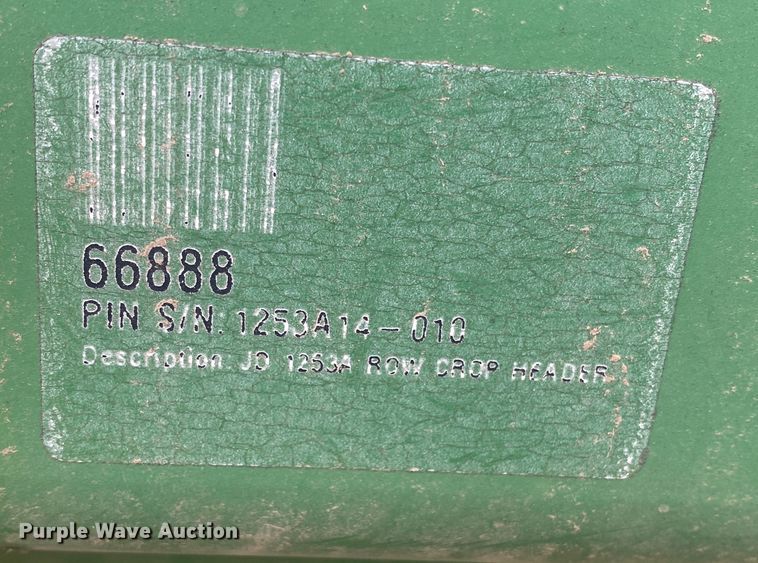 66888
PIN S/N. 1253A14-010
Description: JD 1253A ROW CROP HEADER
Purple Wave Auction